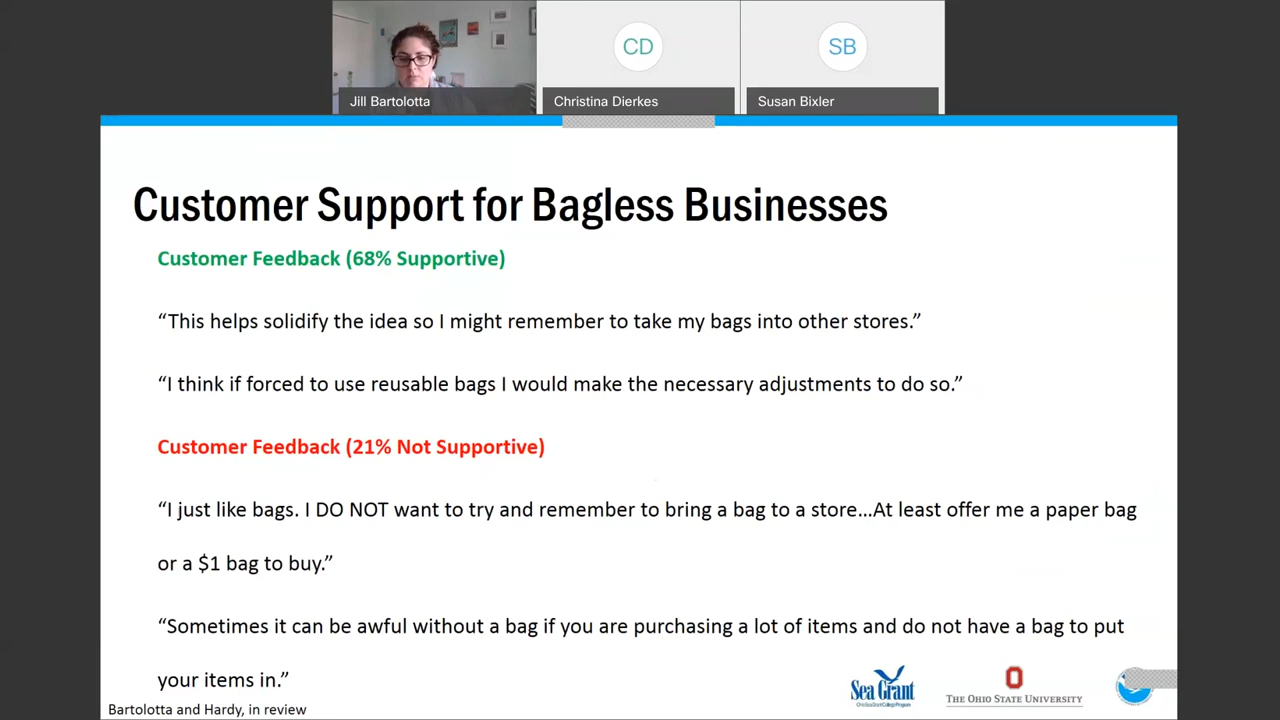 CD
SB
Jill Bartolotta
Christina Dierkes
Susan Bixler
Customer Support for Bagless Businesses
Customer Feedback (68% Supportive)
“This helps solidify the idea so I might remember to take my bags into other stores.”
“I think if forced to use reusable bags I would make the necessary adjustments to do so.”
Customer Feedback (21% Not Supportive)
“I just like bags. I DO NOT want to try and remember to bring a bag to a store…At least offer me a paper bag
or a $1 bag to buy.”
“Sometimes it can be awful without a bag if you are purchasing a lot of items and do not have a bag to put
your items in.”
Sea Grant
Ohio Sea Grant College Program
THE OHIO STATE UNIVERSITY
Bartolotta and Hardy, in review